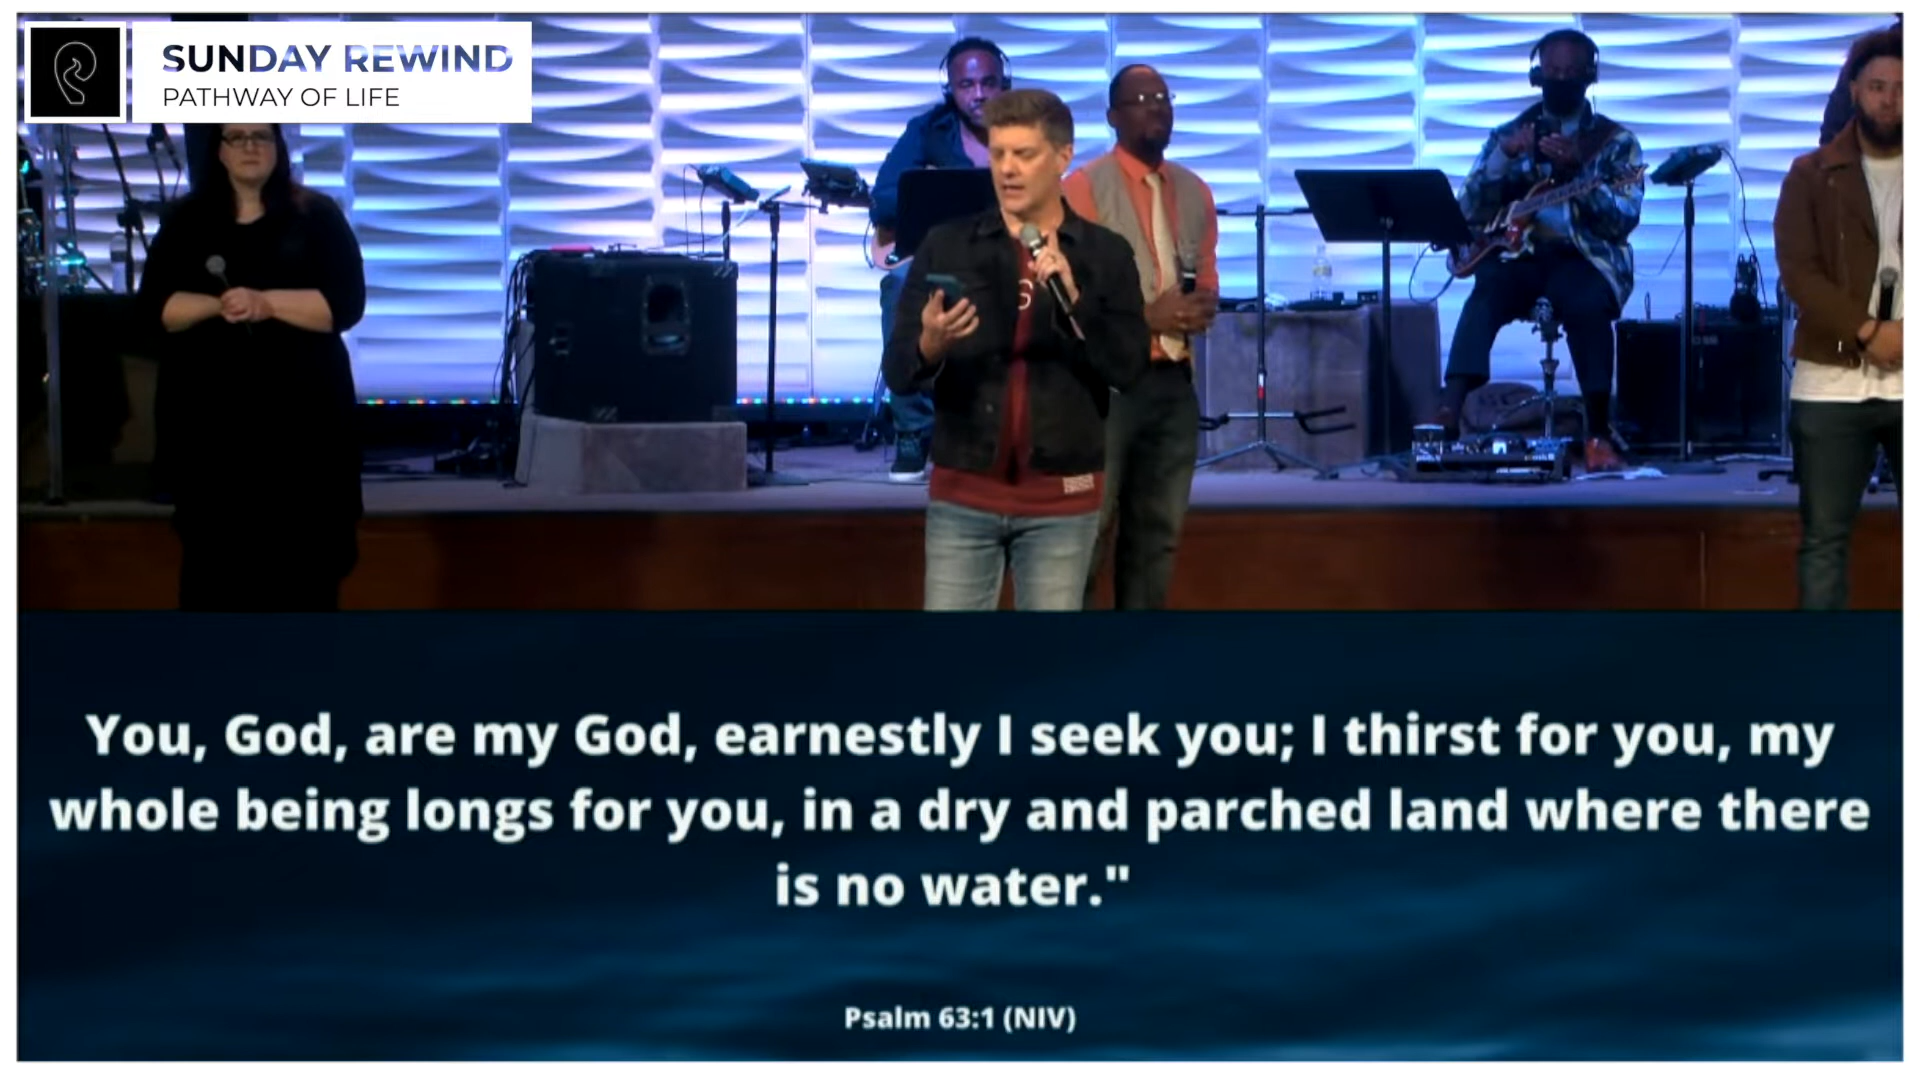 SUNDAY REWIND
PATHWAY OF LIFE
You, God, are my God, earnestly I seek you; I thirst for you, my
whole being longs for you, in a dry and parched land where there
is no water."
Psalm 63:1 (NIV)